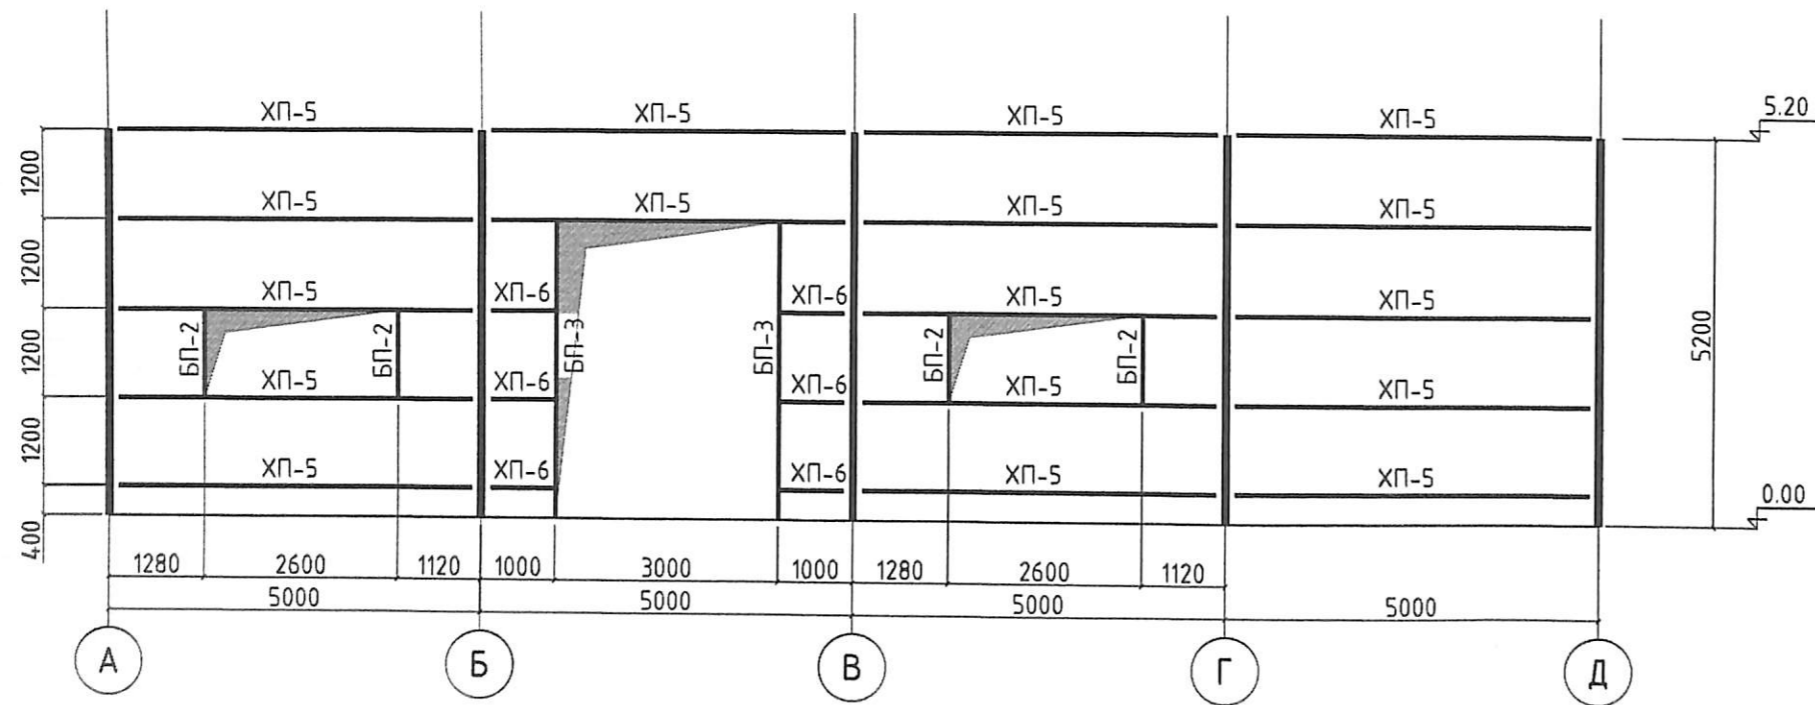 ХП-5 ХП-5 ХП-5 ХП-5 5.20
1200
ХП-5 ХП-5 ХП-5 ХП-5
1200
ХП-5 ХП-6 ХП-6 ХП-5 ХП-5
1200 БП-2 БП-2 БП-3 БП-3 БП-2 БП-2 5200
ХП-5 ХП-6 ХП-6 ХП-5 ХП-5
1200
ХП-5 ХП-6 ХП-6 ХП-5 ХП-5 0.00
400
1280 2600 1120 1000 3000 1000 1280 2600 1120
5000 5000 5000 5000
А Б В Г Д